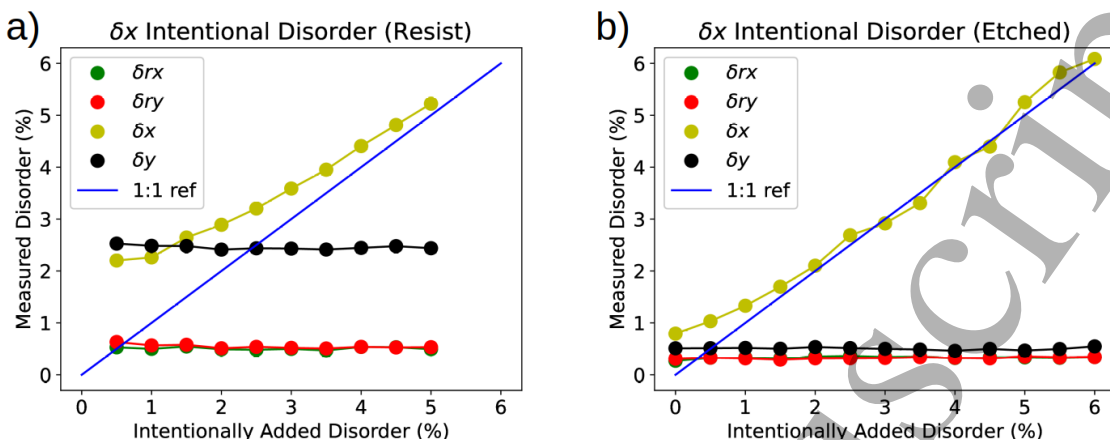 a)
δx Intentional Disorder (Resist)
Measured Disorder (%)
6
5
4
3
2
1
0
δrx
δry
δx
δy
1:1 ref
0 1 2 3 4 5 6
Intentionally Added Disorder (%)
b)
δx Intentional Disorder (Etched)
Measured Disorder (%)
6
5
4
3
2
1
0
δrx
δry
δx
δy
1:1 ref
0 1 2 3 4 5 6
Intentionally Added Disorder (%)